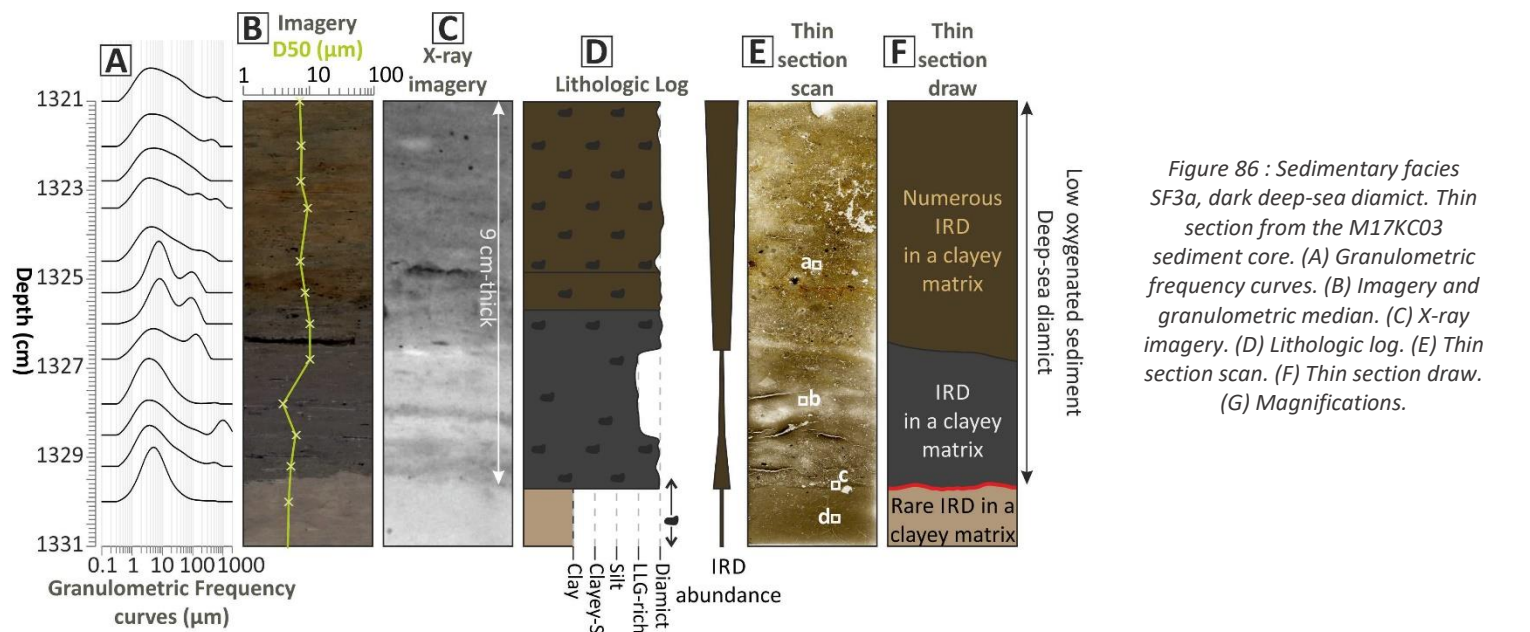 A
B
Imagery
D50 (µm)
1 10 100
C
X-ray
imagery
D
Lithologic Log
E
Thin
section
scan
F
Thin
section
draw
1321
1323
1325
1327
1329
1331
Depth (cm)
0.1 1 10 100 1000
Granulometric Frequency
curves (µm)
9 cm-thick
Clay
Clayey-S
Silt
LLG-rich
Diamict
IRD
abundance
a
b
c
d
Numerous
IRD
in a clayey
matrix
IRD
in a clayey
matrix
Rare IRD in a
clayey matrix
Deep-sea diamict
Low oxygenated sediment
Figure 86 : Sedimentary facies
SF3a, dark deep-sea diamict. Thin
section from the M17KC03
sediment core. (A) Granulometric
frequency curves. (B) Imagery and
granulometric median. (C) X-ray
imagery. (D) Lithologic log. (E) Thin
section scan. (F) Thin section draw.
(G) Magnifications.